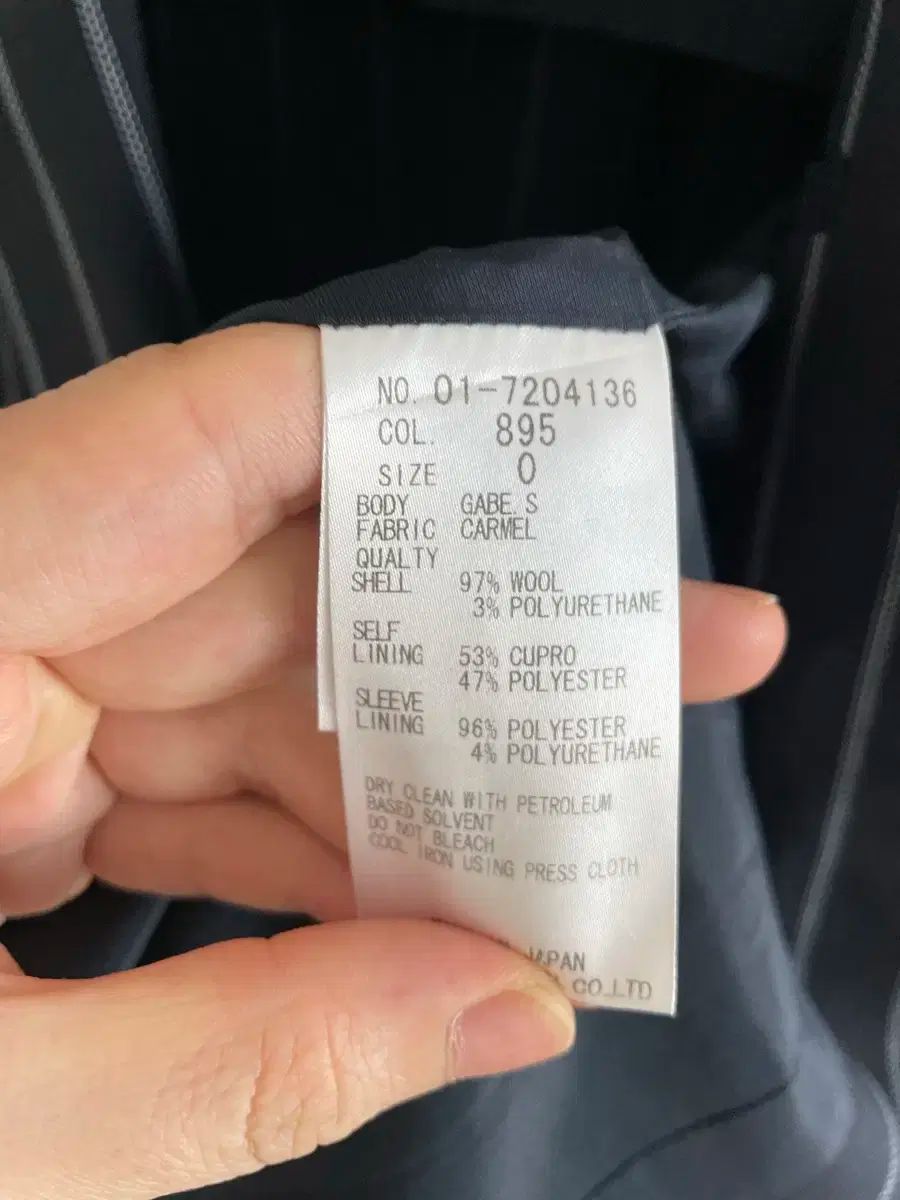 NO. 01-7204136
COL. 895
SIZE 0
BODY GABE.S
FABRIC CARMEL
QUALTY
SHELL 97% WOOL
3% POLYURETHANE
SELF
LINING 53% CUPRO
47% POLYESTER
SLEEVE
LINING 96% POLYESTER
4% POLYURETHANE
DRY CLEAN WITH PETROLEUM
BASED SOLVENT
DO NOT BLEACH
COOL IRON USING PRESS CLOTH
JAPAN
CO.LTD